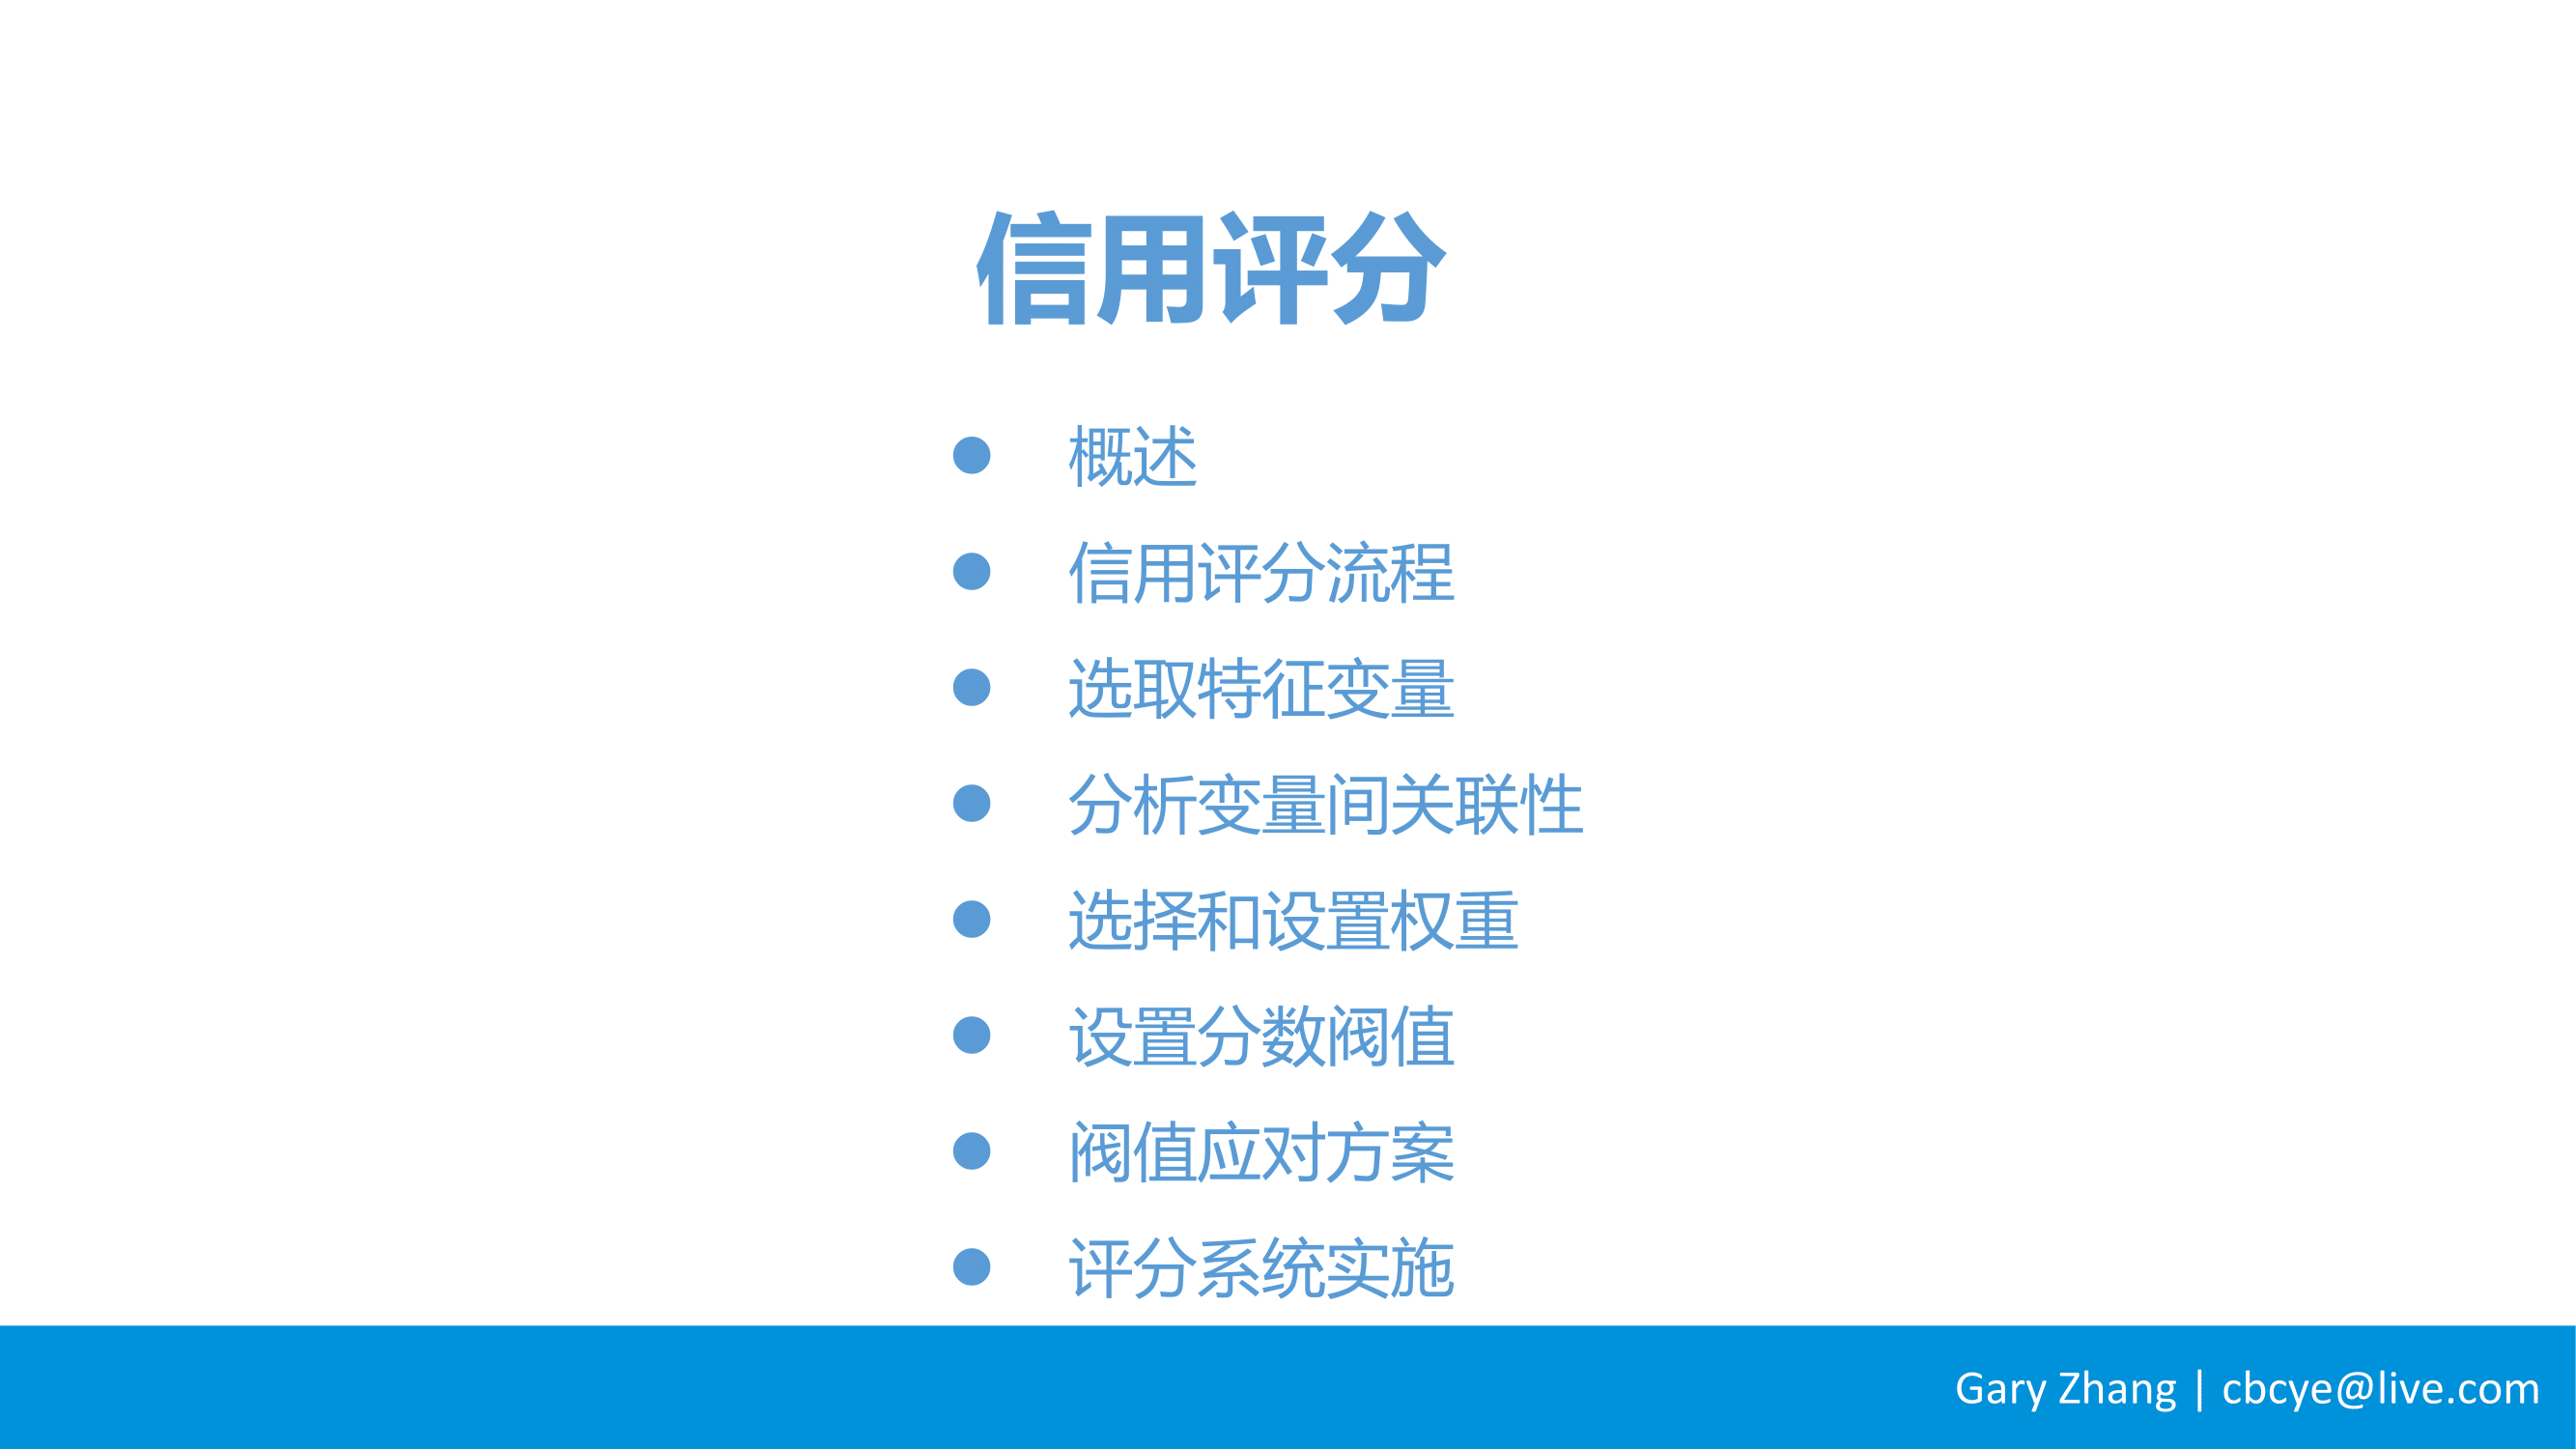 信用评分
● 概述
● 信用评分流程
● 选取特征变量
● 分析变量间关联性
● 选择和设置权重
● 设置分数阀值
● 阀值应对方案
● 评分系统实施
Gary Zhang | cbcye@live.com